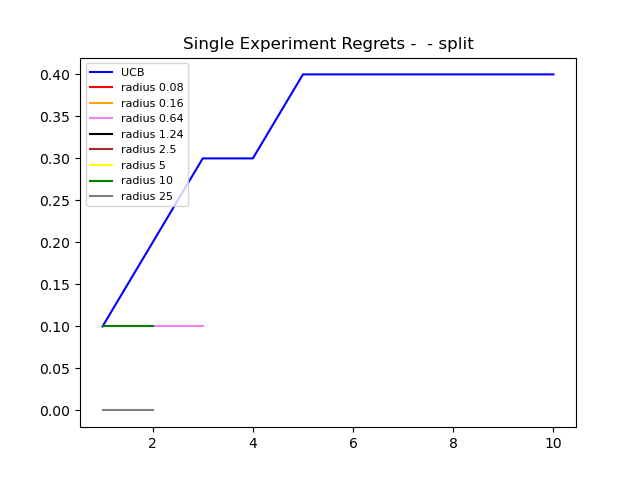 Single Experiment Regrets -  - split
0.40
0.35
0.30
0.25
0.20
0.15
0.10
0.05
0.00
UCB
radius 0.08
radius 0.16
radius 0.64
radius 1.24
radius 2.5
radius 5
radius 10
radius 25
2 4 6 8 10